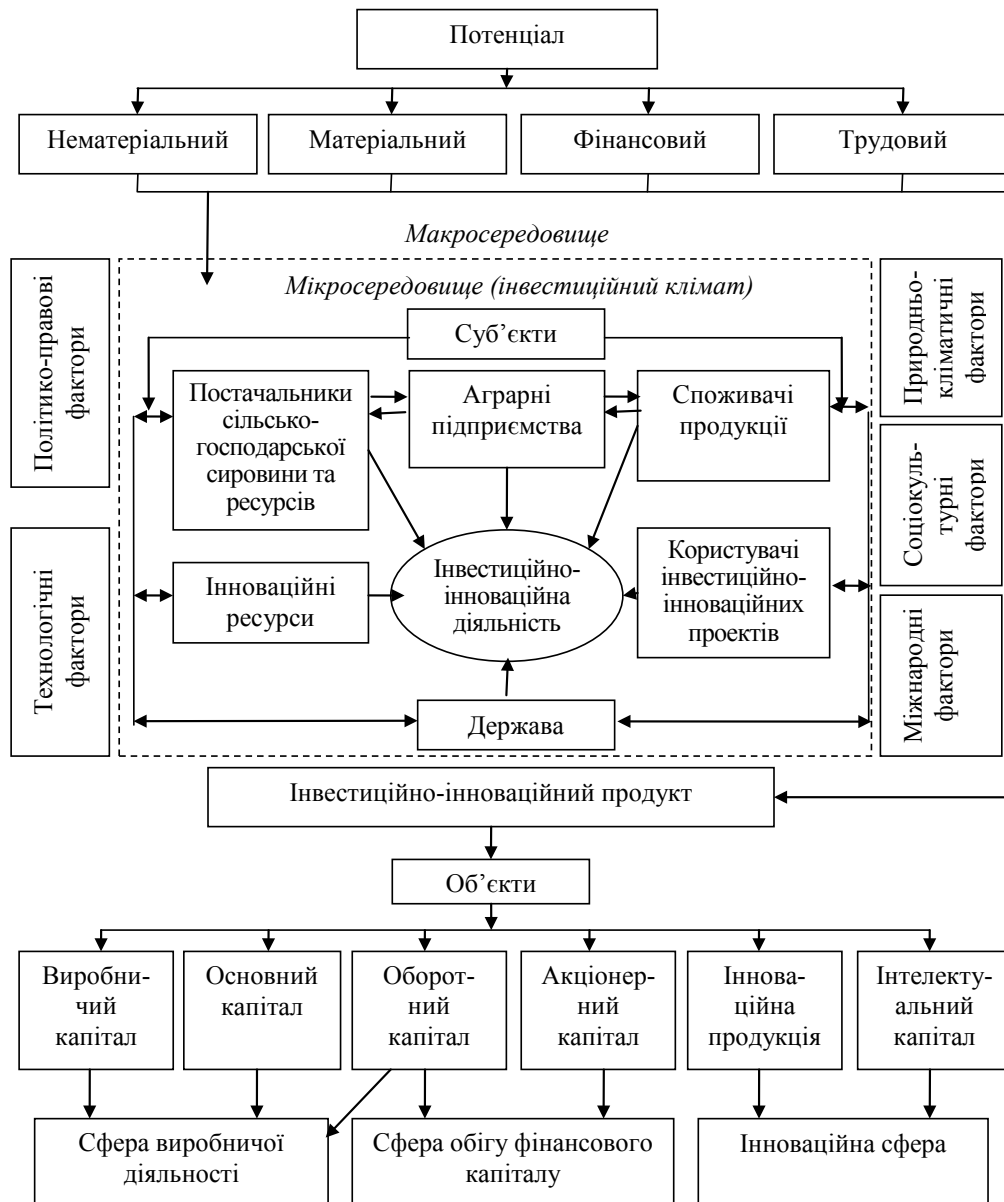 Потенціал
Нематеріальний
Матеріальний
Фінансовий
Трудовий
Макросередовище
Політико-правові
фактори
Технологічні
фактори
Мікросередовище (інвестиційний клімат)
Суб’єкти
Постачальники
сільсько-
господарської
сировини та
ресурсів
Аграрні
підприємства
Споживачі
продукції
Інноваційні
ресурси
Інвестиційно-
інноваційна
діяльність
Користувачі
інвестиційно-
інноваційних
проектів
Держава
Природньо-
кліматичні
фактори
Соціокуль-
турні
фактори
Міжнародні
фактори
Інвестиційно-інноваційний продукт
Об’єкти
Виробни-
чий
капітал
Основний
капітал
Оборот-
ний
капітал
Акціонер-
ний
капітал
Іннова-
ційна
продукція
Інтелекту-
альний
капітал
Сфера виробничої
діяльності
Сфера обігу фінансового
капіталу
Інноваційна сфера